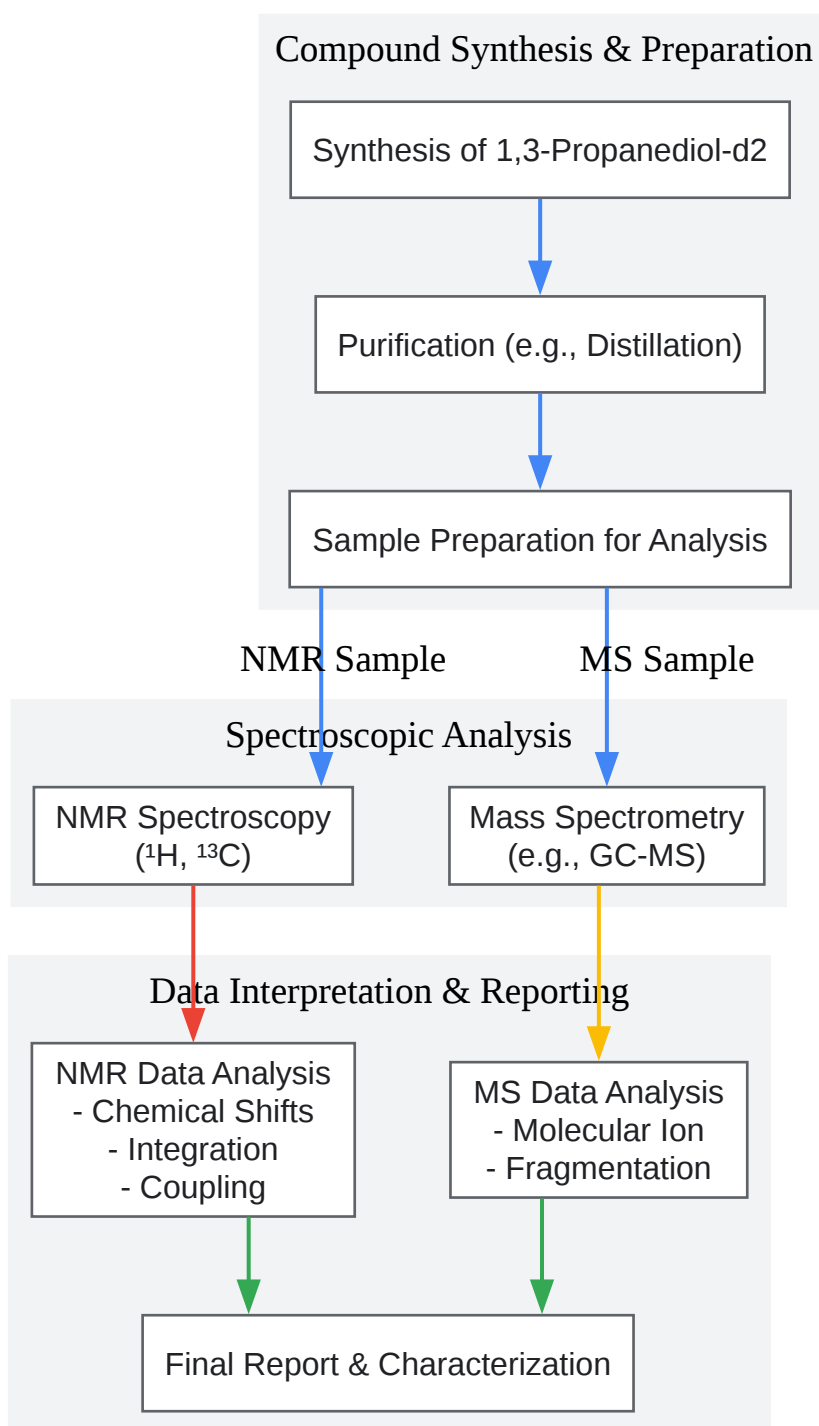 Compound Synthesis & Preparation
Synthesis of 1,3-Propanediol-d2
Purification (e.g., Distillation)
Sample Preparation for Analysis
NMR Sample
MS Sample
Spectroscopic Analysis
NMR Spectroscopy
(¹H, ¹³C)
Mass Spectrometry
(e.g., GC-MS)
Data Interpretation & Reporting
NMR Data Analysis
- Chemical Shifts
- Integration
- Coupling
MS Data Analysis
- Molecular Ion
- Fragmentation
Final Report & Characterization